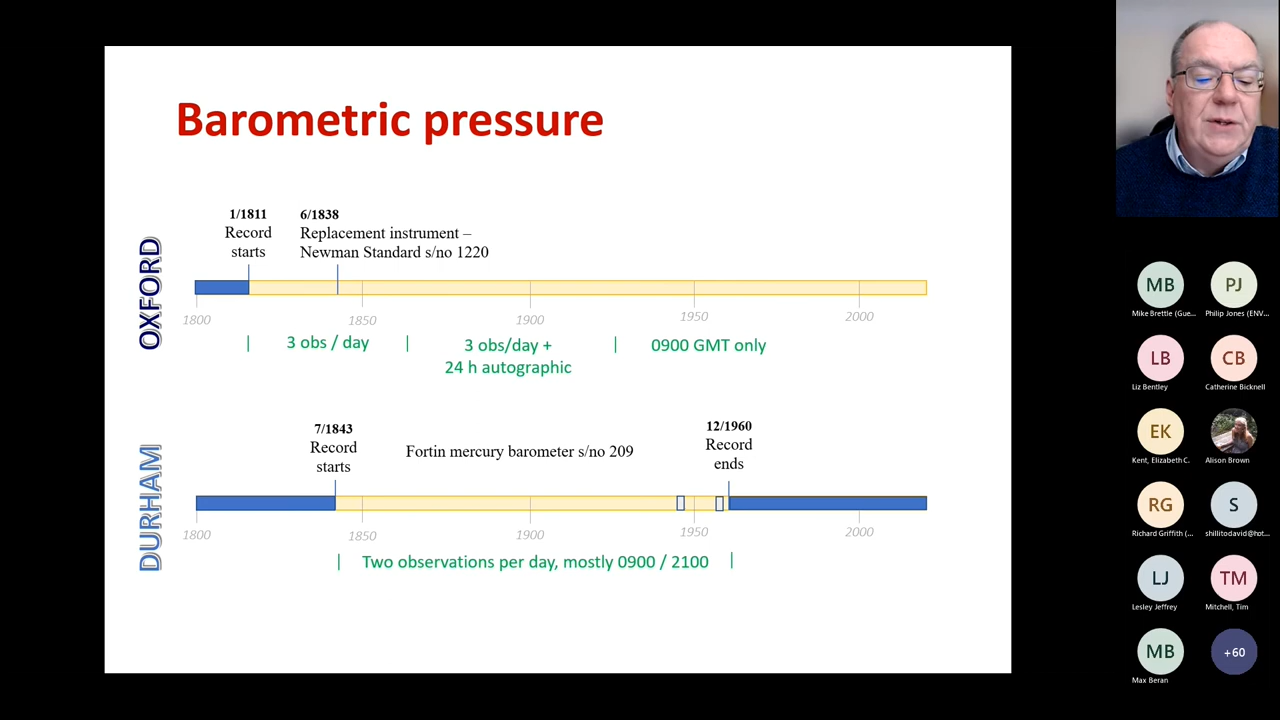 Barometric pressure
OXFORD
1/1811
Record
starts
6/1838
Replacement instrument –
Newman Standard s/no 1220
1800
1850
1900
1950
2000
| 3 obs / day |
3 obs/day +
24 h autographic
| 0900 GMT only
DURHAM
7/1843
Record
starts
Fortin mercury barometer s/no 209
12/1960
Record
ends
1800
1850
1900
1950
2000
| Two observations per day, mostly 0900 / 2100 |
MB
Mike Brettle (Gue...
PJ
Philip Jones (ENV...
LB
Liz Bentley
CB
Catherine Bicknell
EK
Kent, Elizabeth C.
Alison Brown
RG
Richard Griffith (...
S
shillitodavid@hot...
LJ
Lesley Jeffrey
TM
Mitchell, Tim
MB
Max Beran
+60